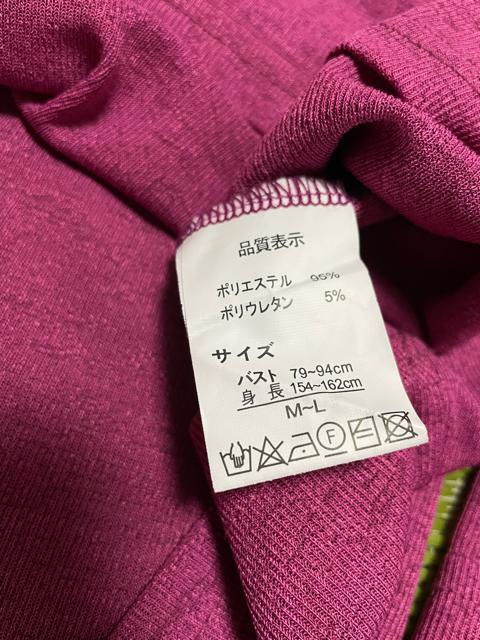 品質表示
ポリエステル 95%
ポリウレタン 5%
サイズ
バスト 79~94cm
身長 154~162cm
M~L
F